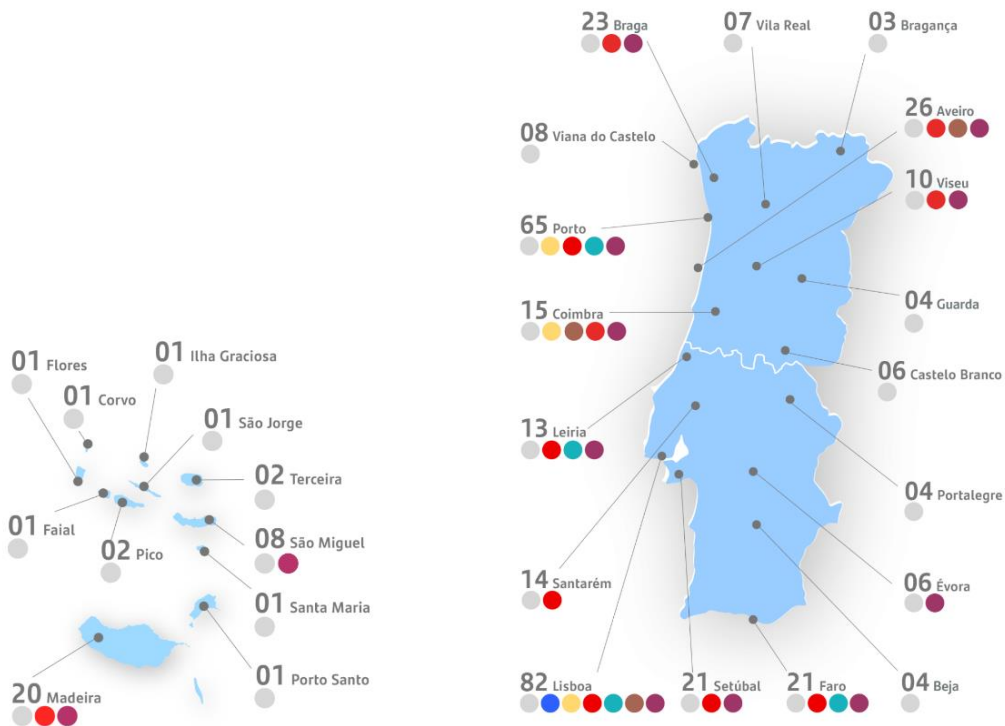 23 Braga
07 Vila Real
03 Bragança
26 Aveiro
08 Viana do Castelo
10 Viseu
65 Porto
04 Guarda
15 Coimbra
01 Flores
01 Ilha Graciosa
06 Castelo Branco
01 Corvo
01 São Jorge
13 Leiria
02 Terceira
04 Portalegre
01 Faial
02 Pico
08 São Miguel
14 Santarém
06 Évora
01 Santa Maria
01 Porto Santo
20 Madeira
82 Lisboa
21 Setúbal
21 Faro
04 Beja